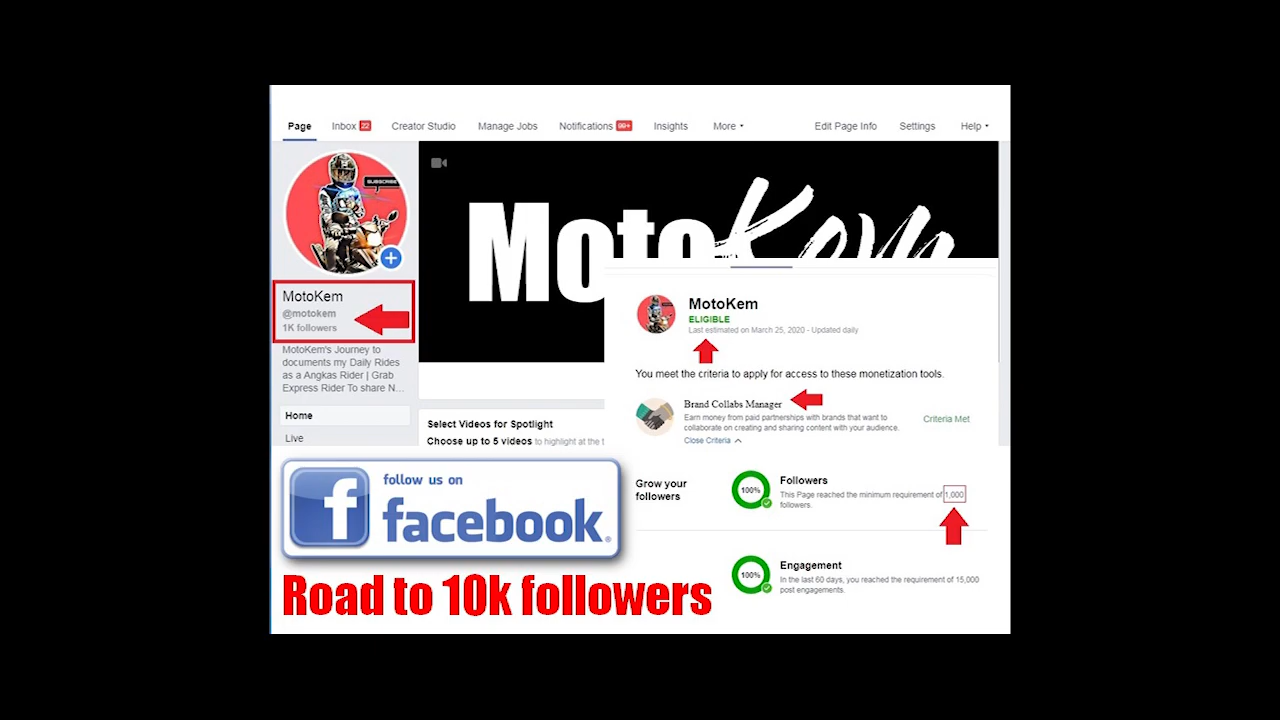 Page Inbox 22 Creator Studio Manage Jobs Notifications 99+ Insights More Edit Page Info Settings Help
SUBSCRIBE
MotoKem
MotoKem
@motokem
1K followers
MotoKem's Journey to
documents my Daily Rides
as a Angkas Rider | Grab
Express Rider To share N...
Home
Live
Select Videos for Spotlight
Choose up to 5 videos to highlight at the t
MotoKem
ELIGIBLE
Last estimated on March 25, 2020 - Updated daily
You meet the criteria to apply for access to these monetization tools.
Brand Collabs Manager
Earn money from paid partnerships with brands that want to
collaborate on creating and sharing content with your audience.
Criteria Met
Close Criteria
Grow your
followers
100%
Followers
This Page reached the minimum requirement of 1,000
followers.
100%
Engagement
In the last 60 days, you reached the requirement of 15,000
post engagements.
follow us on
facebook®
Road to 10k followers